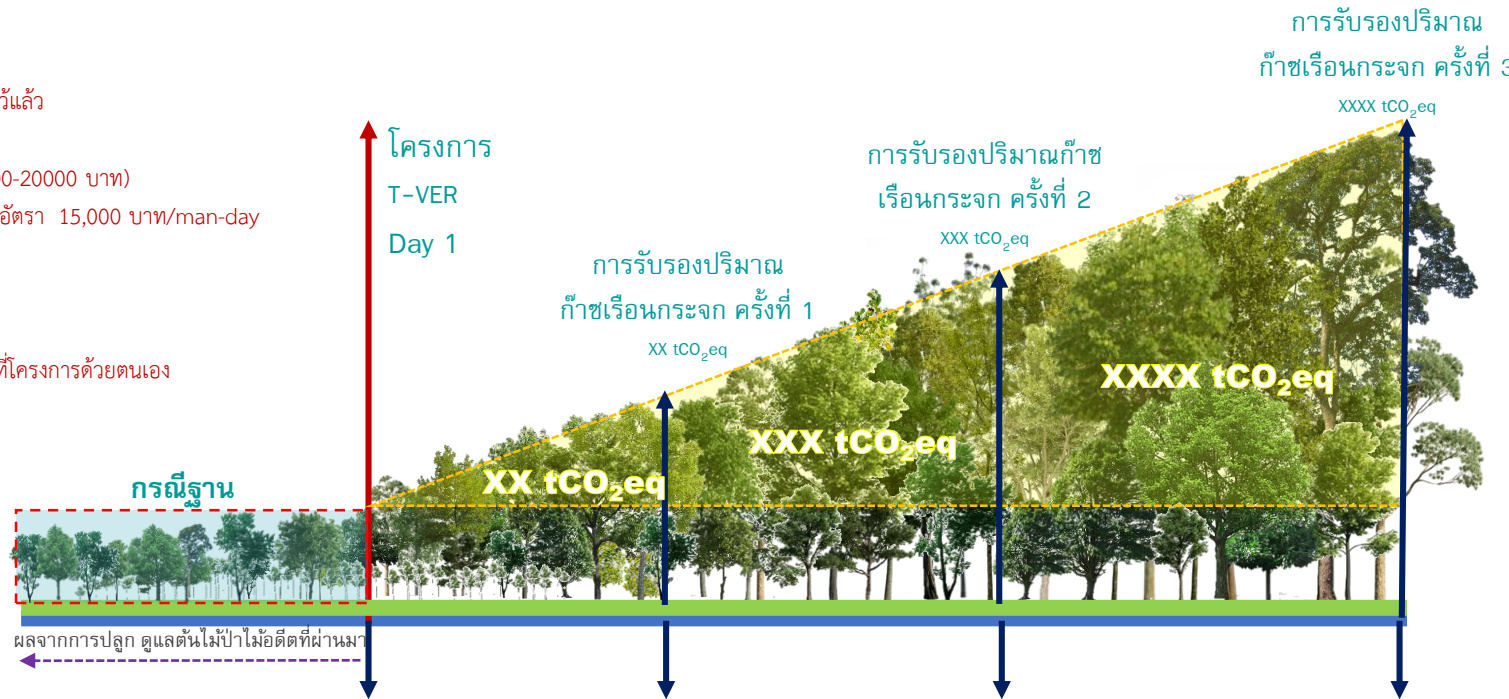 การรับรองปริมาณ
ก๊าซเรือนกระจก ครั้งที่ 3
XXXX tCO₂eq
ว้แล้ว
0-20000 บาท)
อัตรา 15,000 บาท/man-day
ที่โครงการด้วยตนเอง
โครงการ
T-VER
Day 1
การรับรองปริมาณก๊าซ
เรือนกระจก ครั้งที่ 2
XXX tCO₂eq
การรับรองปริมาณ
ก๊าซเรือนกระจก ครั้งที่ 1
XX tCO₂eq
XXXX tCO₂eq
XXX tCO₂eq
XX tCO₂eq
กรณีฐาน
ผลจากการปลูก ดูแลต้นไม้ป่าไม้อดีตที่ผ่านมา